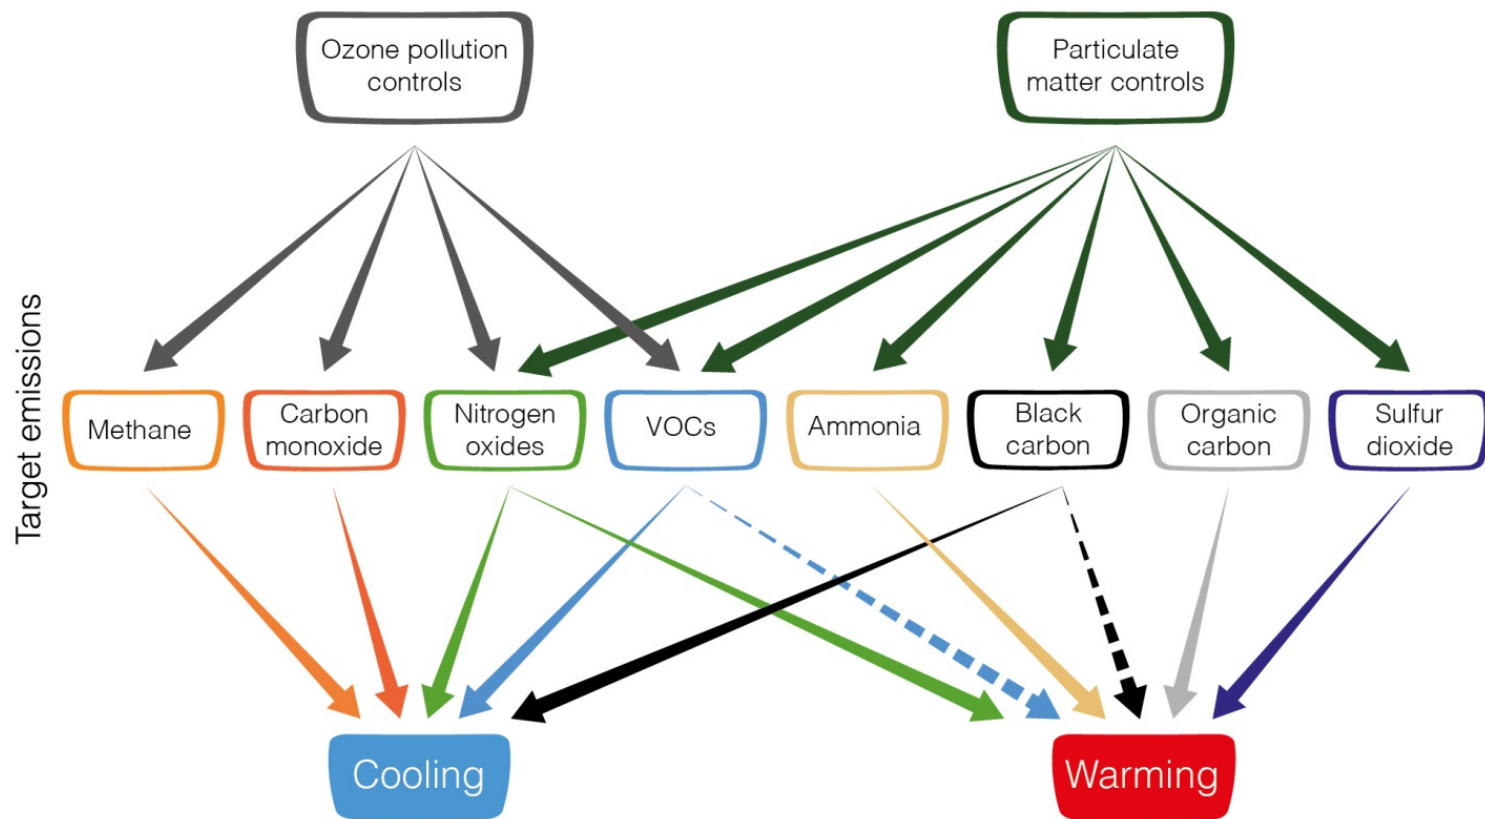 Ozone pollution
controls
Particulate
matter controls
Target emissions
Methane
Carbon
monoxide
Nitrogen
oxides
VOCs
Ammonia
Black
carbon
Organic
carbon
Sulfur
dioxide
Cooling
Warming